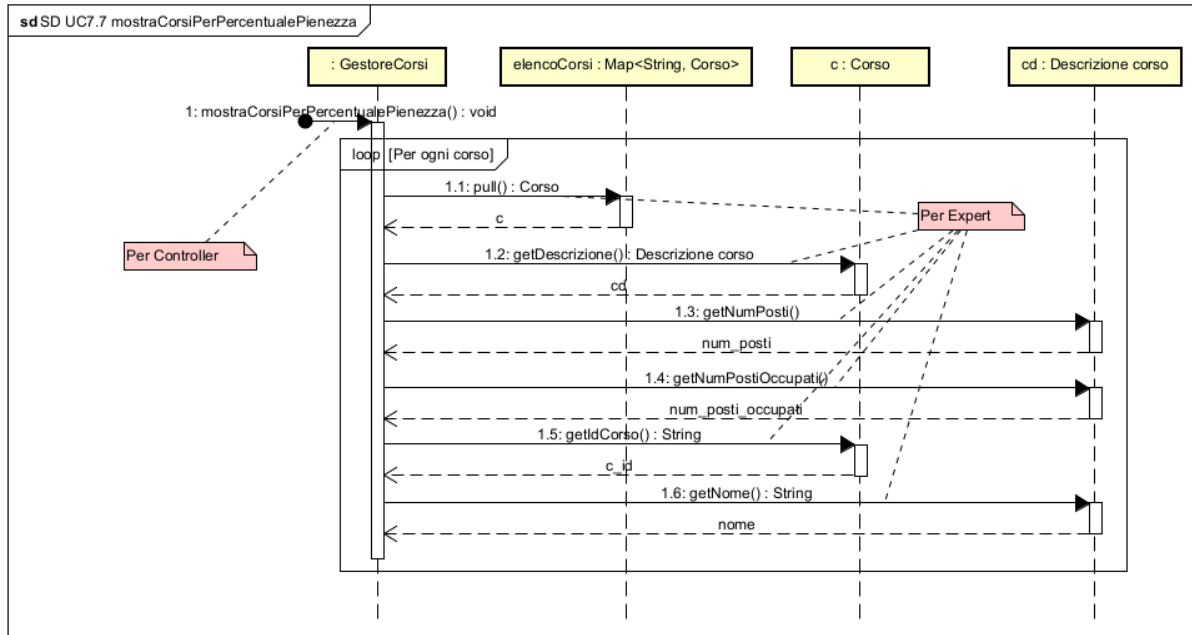 sd SD UC7.7 mostraCorsiPerPercentualePienezza
: GestoreCorsi
elencoCorsi : Map<String, Corso>
c : Corso
cd : Descrizione corso
1: mostraCorsiPerPercentualePienezza() : void
loop [Per ogni corso]
1.1: pull() : Corso
c
Per Expert
Per Controller
1.2: getDescrizione() : Descrizione corso
cd
1.3: getNumPosti()
num_posti
1.4: getNumPostiOccupati()
num_posti_occupati
1.5: getIdCorso() : String
c_id
1.6: getNome() : String
nome